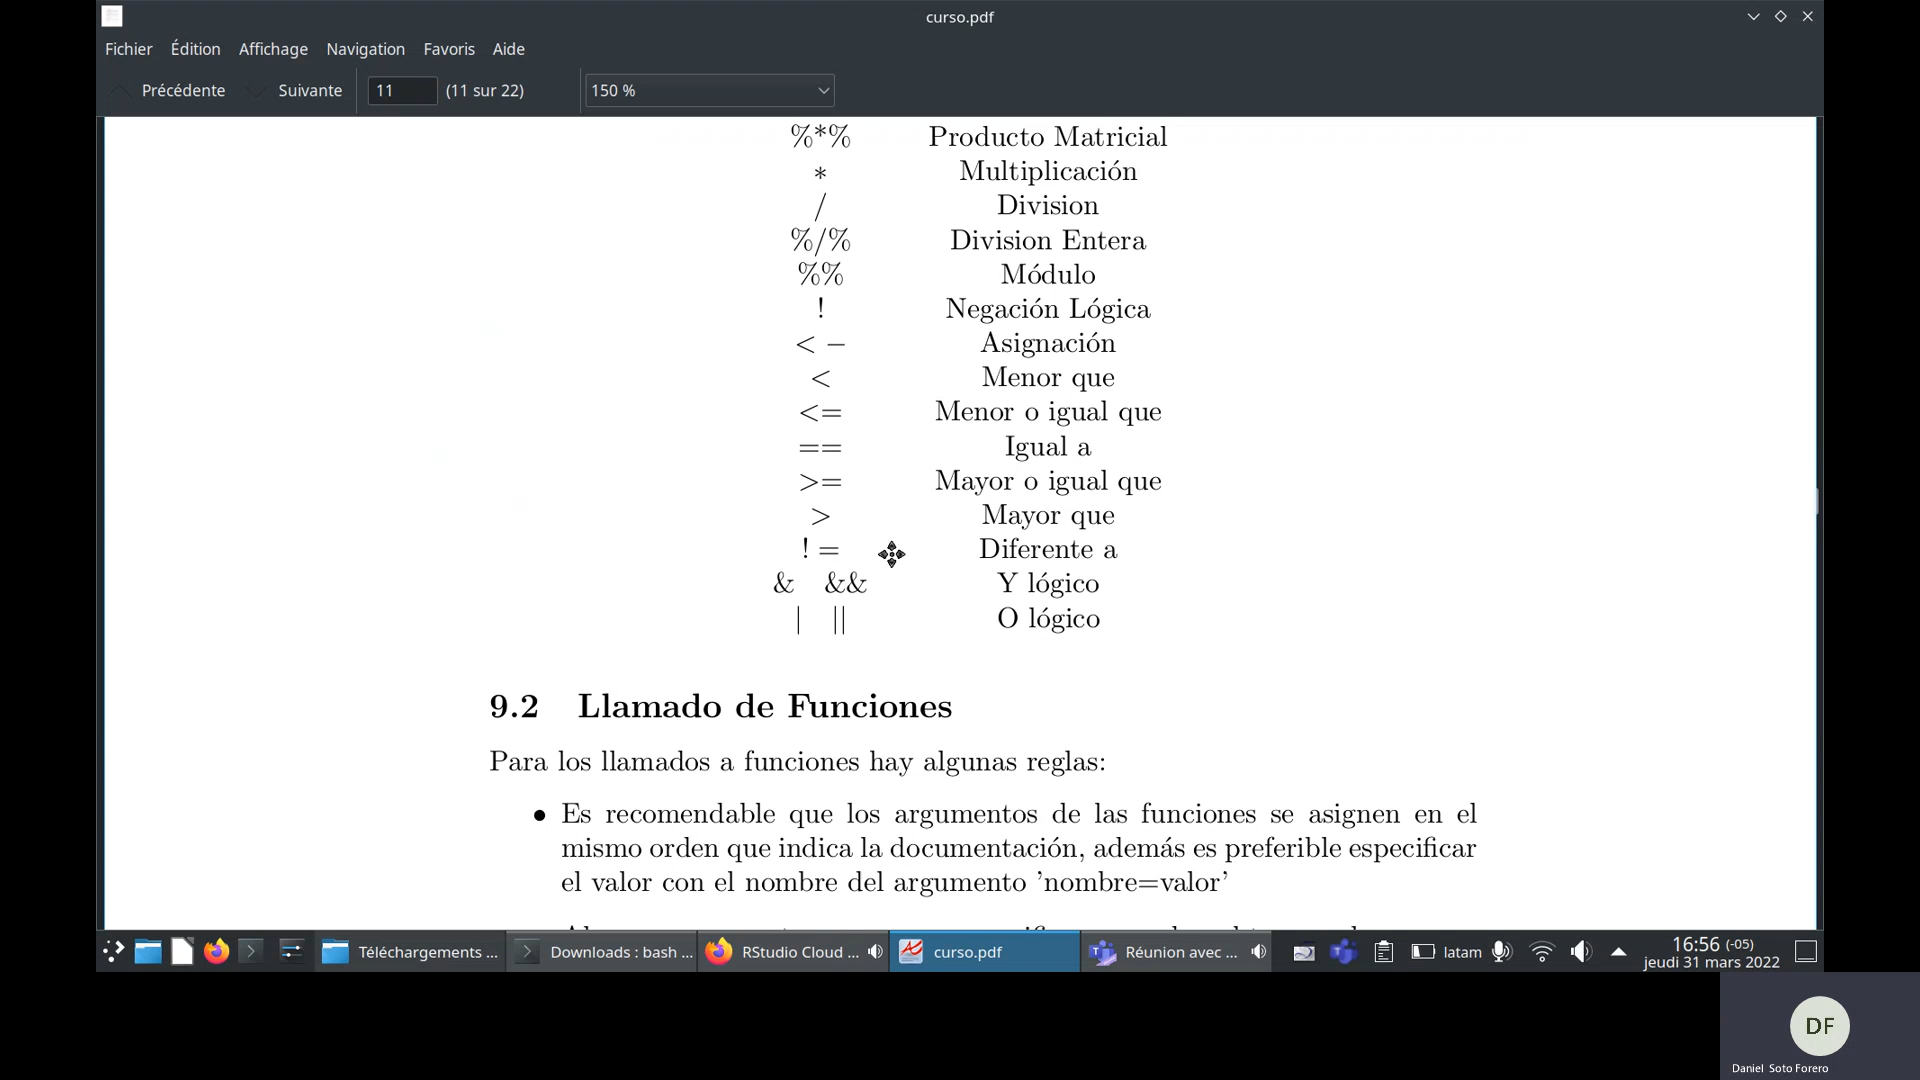 curso.pdf
Fichier Édition Affichage Navigation Favoris Aide
Précédente Suivante 11 (11 sur 22) 150 %
%*% Producto Matricial
* Multiplicación
/ Division
%/% Division Entera
%% Módulo
! Negación Lógica
< − Asignación
< Menor que
<= Menor o igual que
== Igual a
>= Mayor o igual que
> Mayor que
! = Diferente a
& && Y lógico
| || O lógico
9.2 Llamado de Funciones
Para los llamados a funciones hay algunas reglas:
• Es recomendable que los argumentos de las funciones se asignen en el
mismo orden que indica la documentación, además es preferible especificar
el valor con el nombre del argumento ’nombre=valor’
Téléchargements ... Downloads : bash ... RStudio Cloud ... curso.pdf Réunion avec ... latam 16:56 (-05)
jeudi 31 mars 2022
DF
Daniel Soto Forero